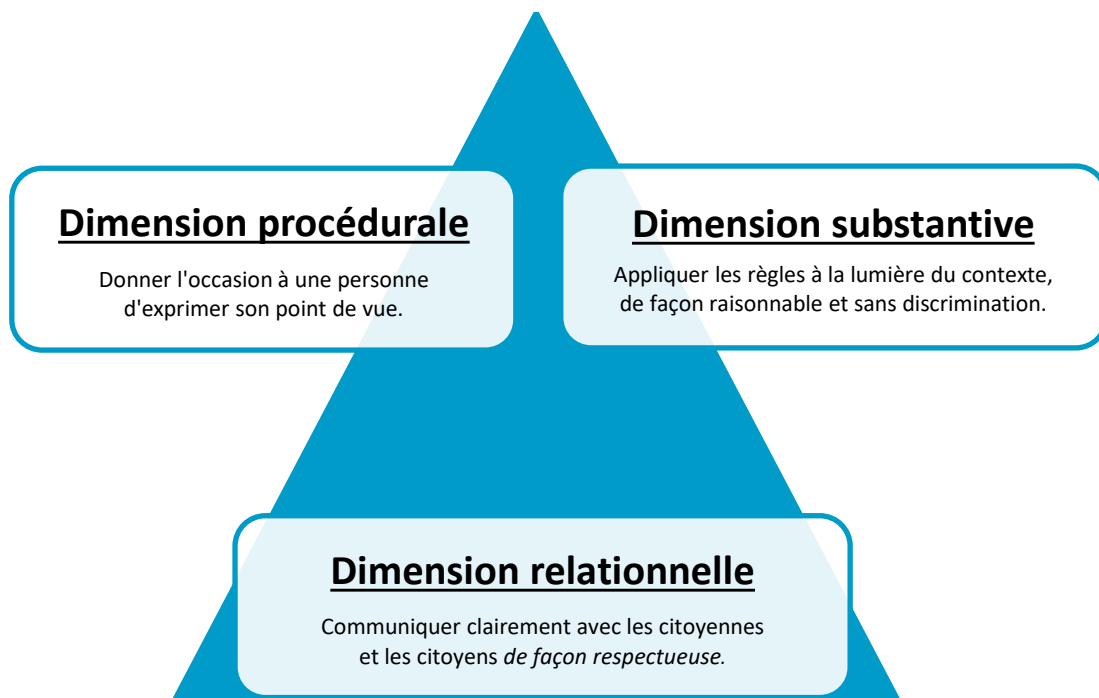 Dimension procédurale
Donner l'occasion à une personne
d'exprimer son point de vue.
Dimension substantive
Appliquer les règles à la lumière du contexte,
de façon raisonnable et sans discrimination.
Dimension relationnelle
Communiquer clairement avec les citoyennes
et les citoyens de façon respectueuse.